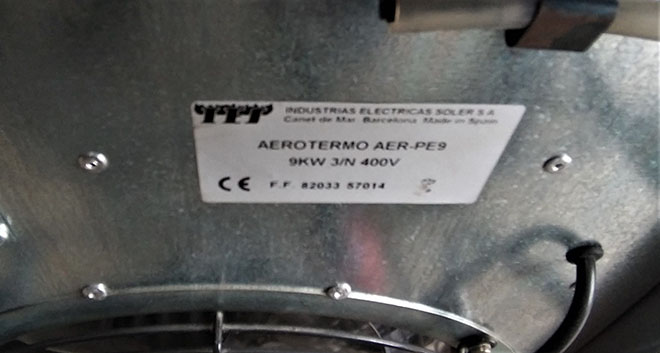 INDUSTRIAS ELECTRICAS SOLER S A
Canet de Mar. Barcelona. Made in Spain
AEROTERMO AER-PE9
9KW 3/N 400V
CE F.F. 82033 57014